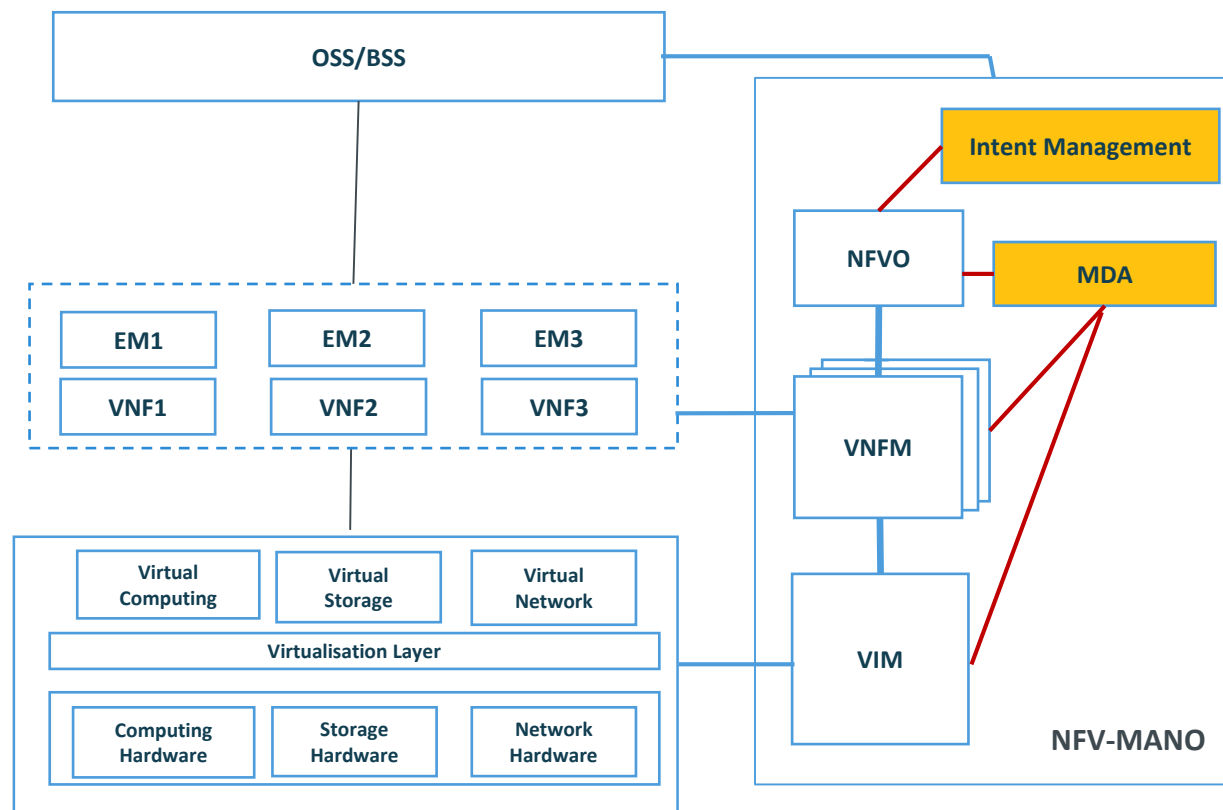 OSS/BSS
Intent Management
NFVO
MDA
EM1
EM2
EM3
VNF1
VNF2
VNF3
VNFM
Virtual
Computing
Virtual
Storage
Virtual
Network
Virtualisation Layer
VIM
Computing
Hardware
Storage
Hardware
Network
Hardware
NFV-MANO